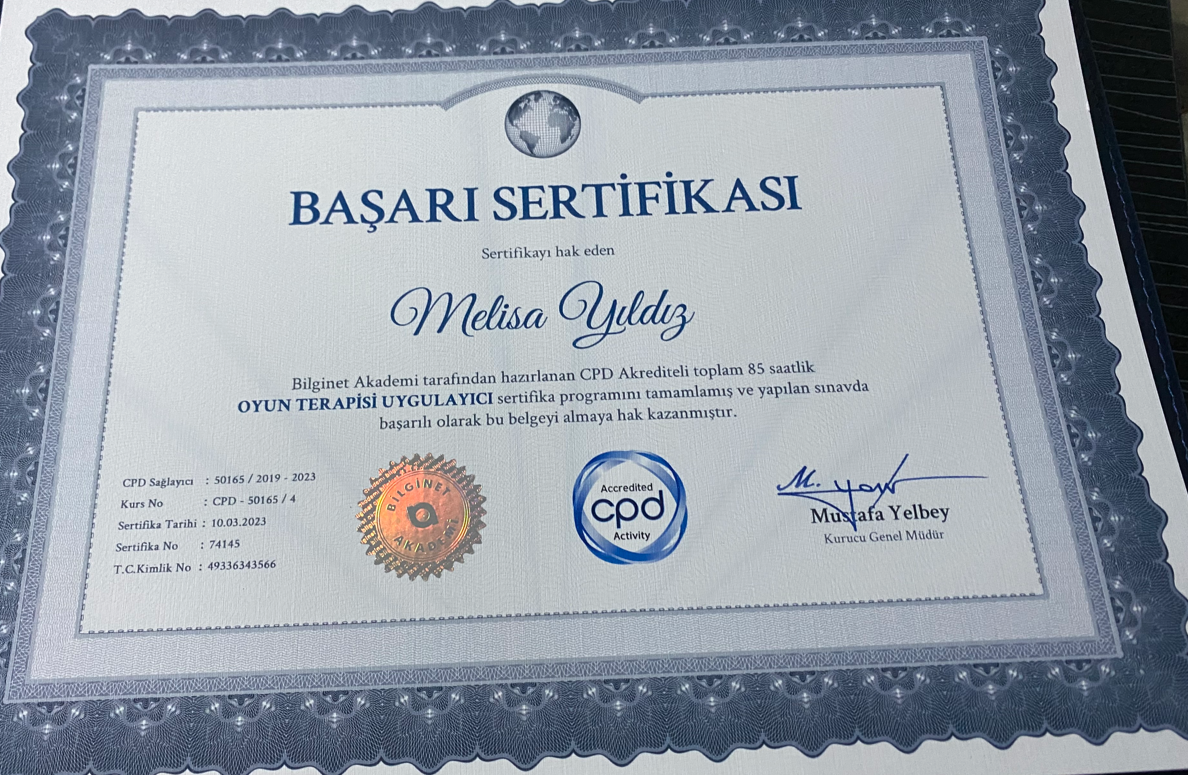 BAŞARI SERTİFİKASI
Sertifikayı hak eden
Melisa Yıldız
Bilginet Akademi tarafından hazırlanan CPD Akrediteli toplam 85 saatlik
OYUN TERAPİSİ UYGULAYICI sertifika programını tamamlamış ve yapılan sınavda
başarılı olarak bu belgeyi almaya hak kazanmıştır.
CPD Sağlayıcı : 50165 / 2019 - 2023
Kurs No : CPD - 50165 / 4
Sertifika Tarihi : 10.03.2023
Sertifika No : 74145
T.C.Kimlik No : 49336343566
BİLGİNET
AKADEMİ
Accredited
cpd
Activity
Mustafa Yelbey
Kurucu Genel Müdür